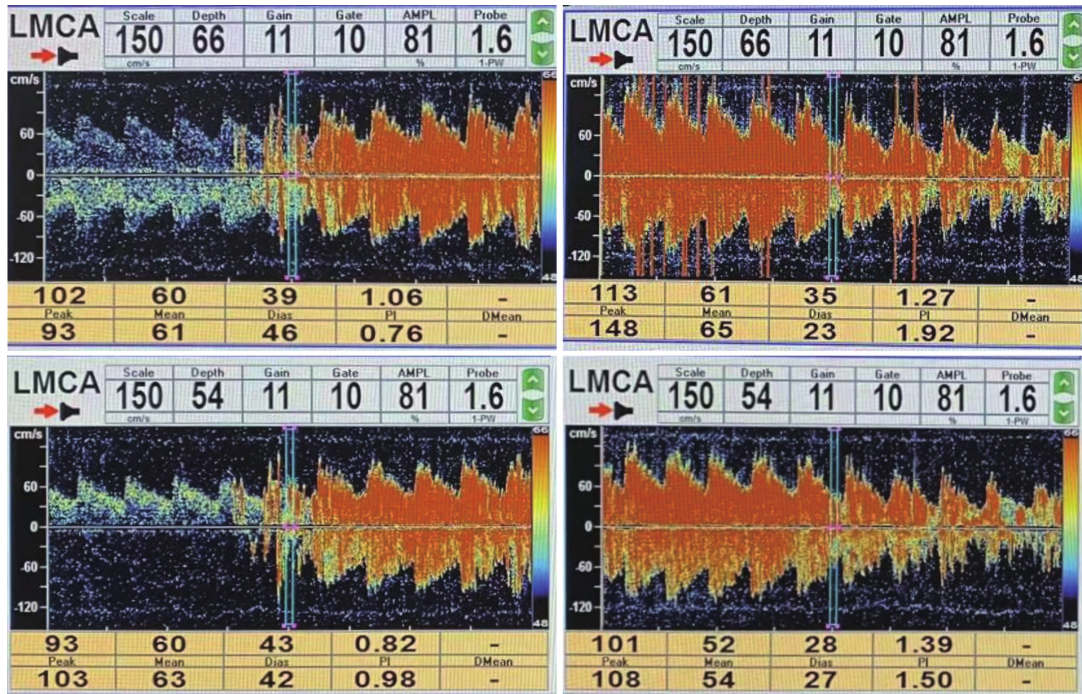 LMCA Scale Depth Gain Gate AMPL Probe
150 66 11 10 81 1.6
cm/s % 1-PW
66
cm/s
60
0
-60
-120
48
102 60 39 1.06 -
Peak Mean Dias PI DMean
93 61 46 0.76 -
LMCA Scale Depth Gain Gate AMPL Probe
150 66 11 10 81 1.6
cm/s % 1-PW
66
cm/s
60
0
-60
-120
48
113 61 35 1.27 -
Peak Mean Dias PI DMean
148 65 23 1.92 -
LMCA Scale Depth Gain Gate AMPL Probe
150 54 11 10 81 1.6
cm/s % 1-PW
66
cm/s
60
0
-60
-120
48
93 60 43 0.82 -
Peak Mean Dias PI DMean
103 63 42 0.98 -
LMCA Scale Depth Gain Gate AMPL Probe
150 54 11 10 81 1.6
cm/s % 1-PW
66
cm/s
60
0
-60
-120
48
101 52 28 1.39 -
Peak Mean Dias PI DMean
108 54 27 1.50 -